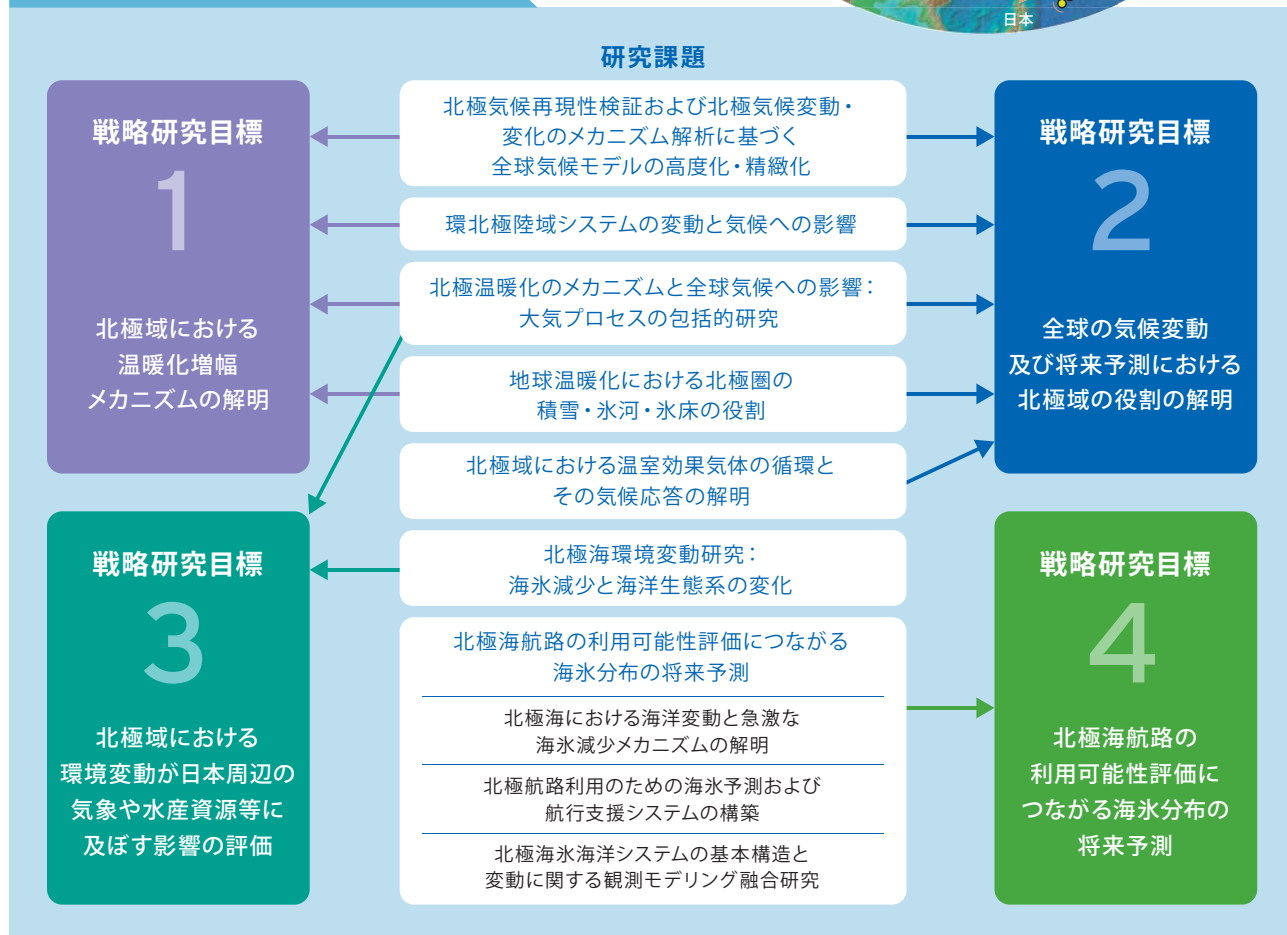 日本
研究課題
戦略研究目標
1
北極域における
温暖化増幅
メカニズムの解明
北極気候再現性検証および北極気候変動・
変化のメカニズム解析に基づく
全球気候モデルの高度化・精緻化
環北極陸域システムの変動と気候への影響
北極温暖化のメカニズムと全球気候への影響：
大気プロセスの包括的研究
地球温暖化における北極圏の
積雪・氷河・氷床の役割
北極域における温室効果気体の循環と
その気候応答の解明
北極海環境変動研究：
海氷減少と海洋生態系の変化
北極海航路の利用可能性評価につながる
海氷分布の将来予測
北極海における海洋変動と急激な
海氷減少メカニズムの解明
北極航路利用のための海氷予測および
航行支援システムの構築
北極海氷海洋システムの基本構造と
変動に関する観測モデリング融合研究
戦略研究目標
2
全球の気候変動
及び将来予測における
北極域の役割の解明
戦略研究目標
3
北極域における
環境変動が日本周辺の
気象や水産資源等に
及ぼす影響の評価
戦略研究目標
4
北極海航路の
利用可能性評価に
つながる海氷分布の
将来予測